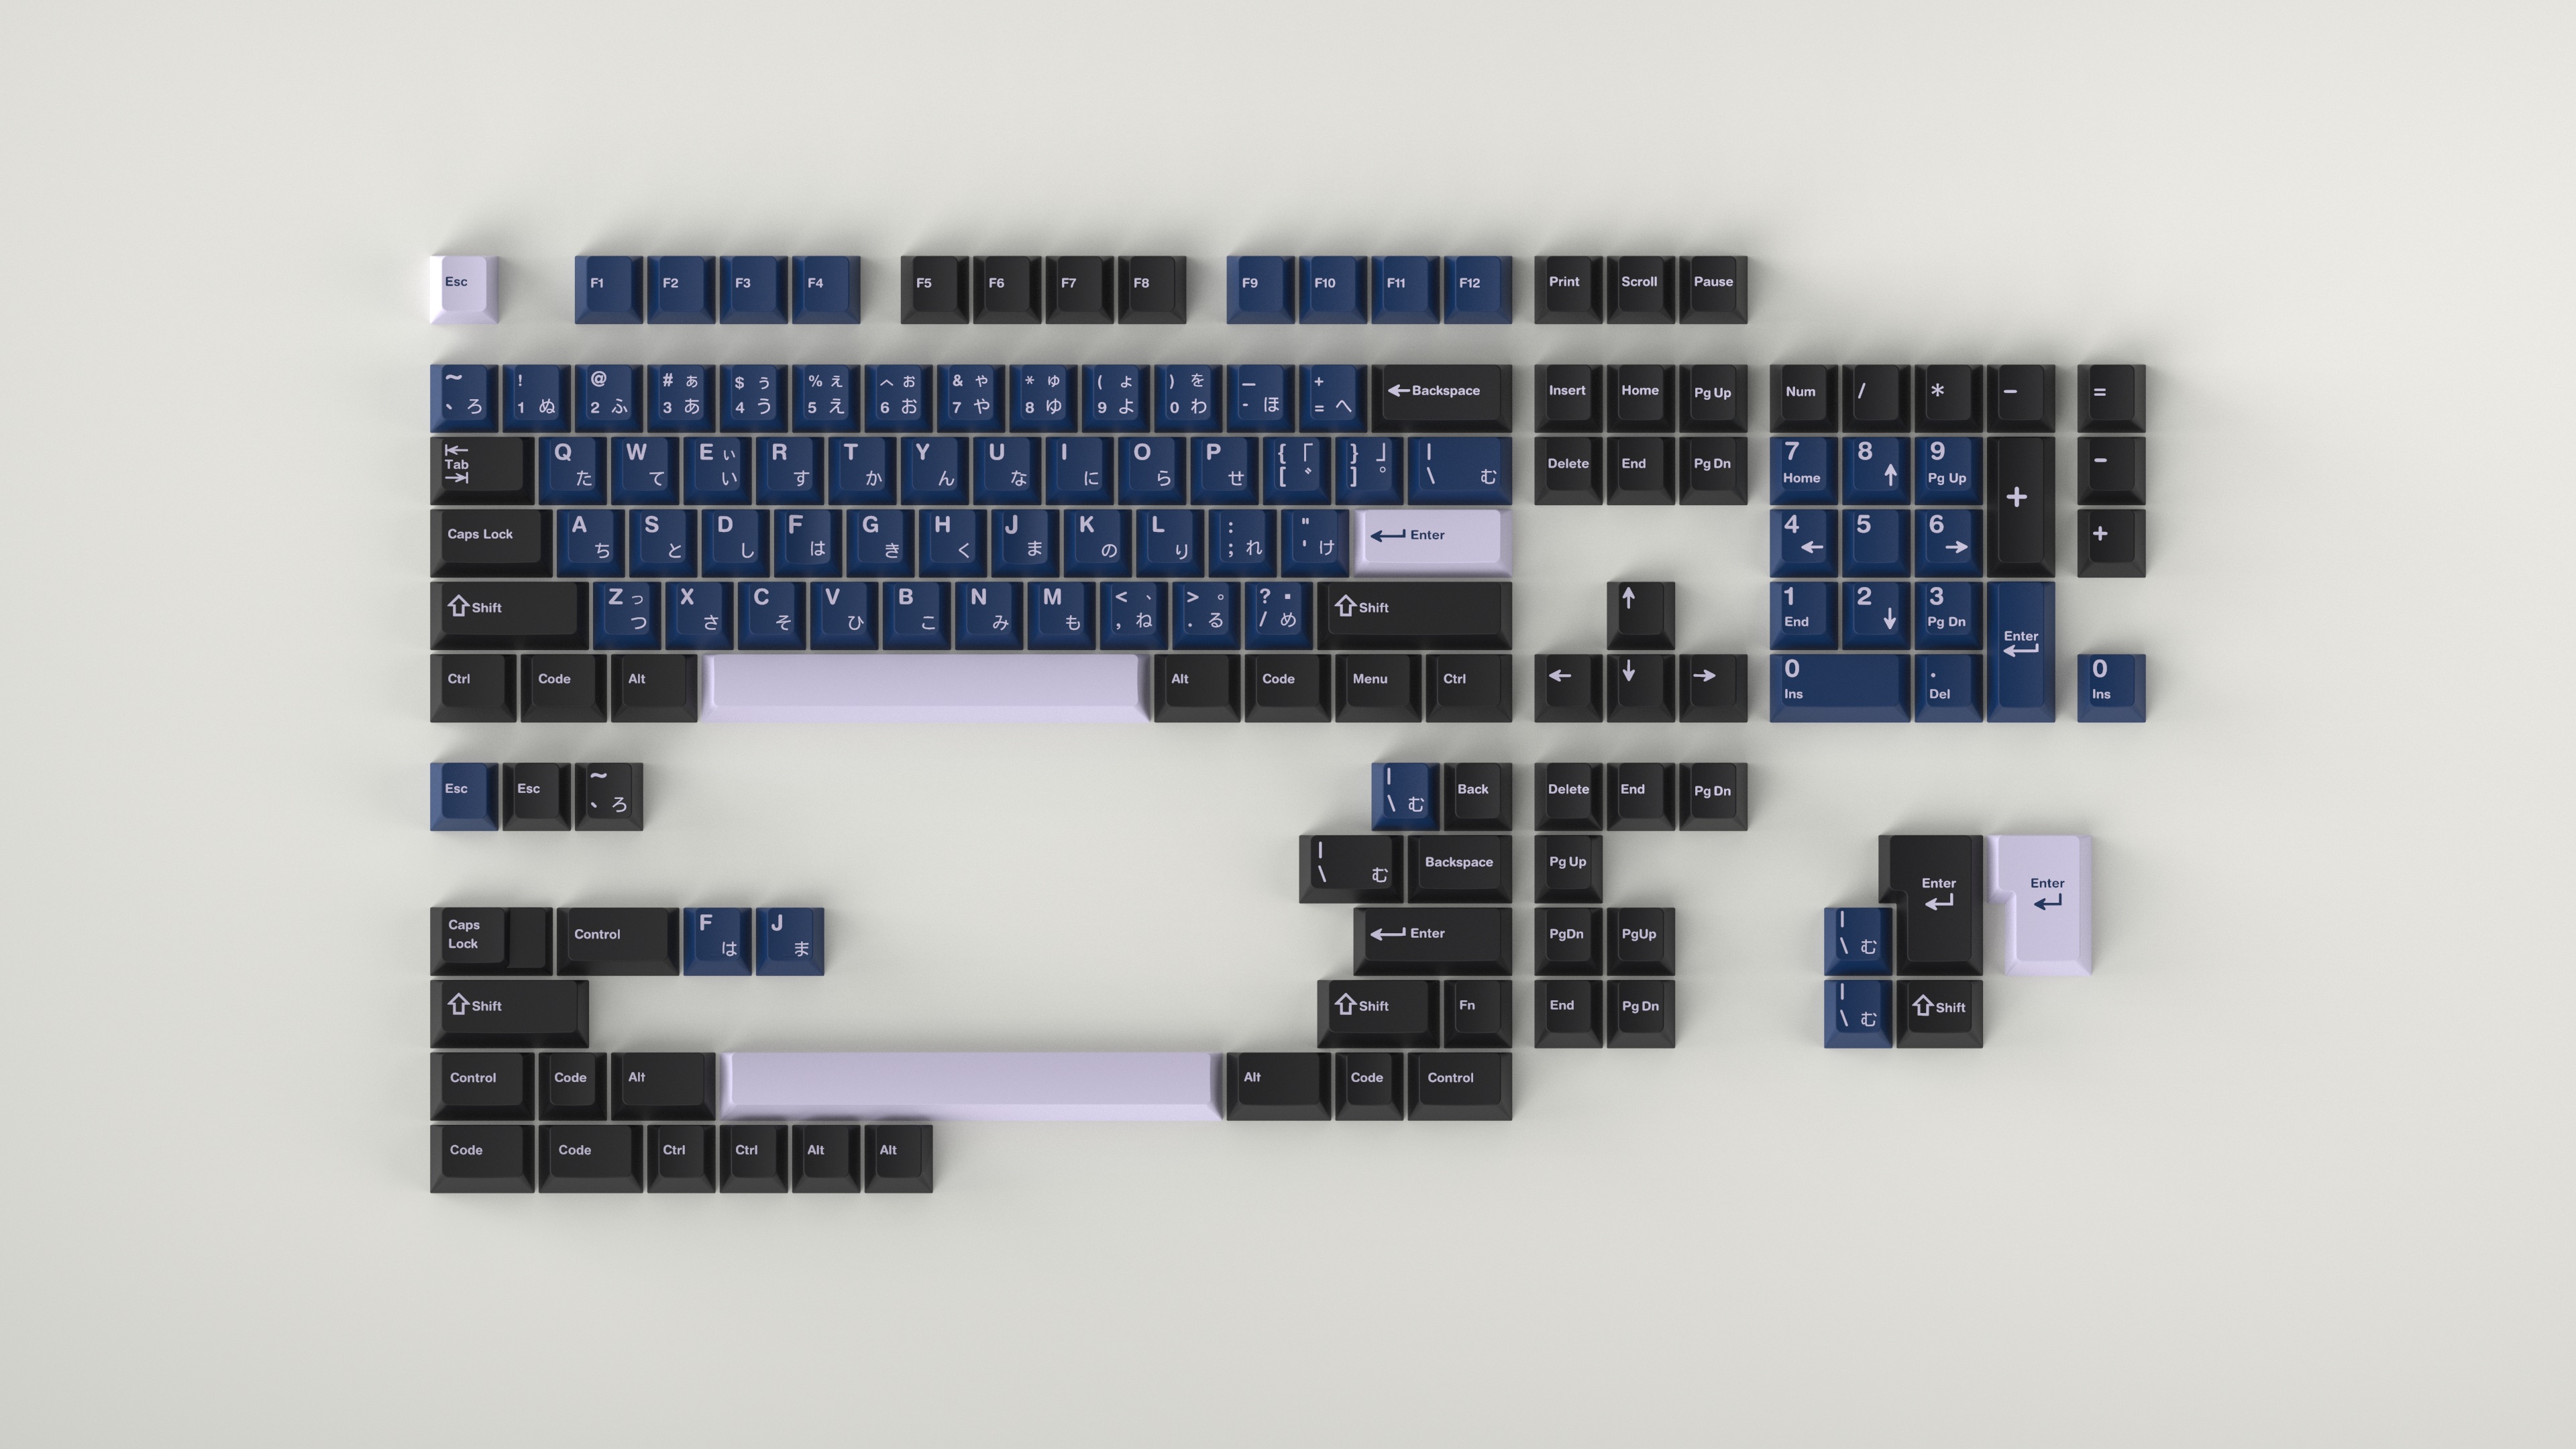 Esc F1 F2 F3 F4 F5 F6 F7 F8 F9 F10 F11 F12 Print Scroll Pause
~ ! @ # ぁ $ ぅ % ぇ ^ ぉ & ゃ * ゅ ( ょ ) を _ + ←Backspace Insert Home Pg Up Num / * - =
` ろ 1 ぬ 2 ふ 3 あ 4 う 5 え 6 お 7 や 8 ゆ 9 よ 0 わ - ほ = へ
Tab Q W E ぃ R T Y U I O P { 「 } 」 | Delete End Pg Dn 7 8 9 + -
た て い す か ん な に ら せ [ ゛ ] ゜ \ む Home ↑ Pg Up
Caps Lock A S D F G H J K L : " ← Enter 4 5 6 +
ち と し は き く ま の り ; れ ' け ← →
⇧Shift Z っ X C V B N M < 、 > 。 ? ・ ⇧Shift ↑ 1 2 3 Enter
つ さ そ ひ こ み も , ね . る / め End ↓ Pg Dn
Ctrl Code Alt Alt Code Menu Ctrl ← ↓ → 0 . 0
Ins Del Ins
Esc Esc ~ | Back Delete End Pg Dn
` ろ \ む
| Backspace Pg Up Enter Enter
\ む
Caps Control F J ← Enter PgDn PgUp |
Lock は ま \ む
⇧Shift ⇧Shift Fn End Pg Dn | ⇧Shift
\ む
Control Code Alt Alt Code Control
Code Code Ctrl Ctrl Alt Alt